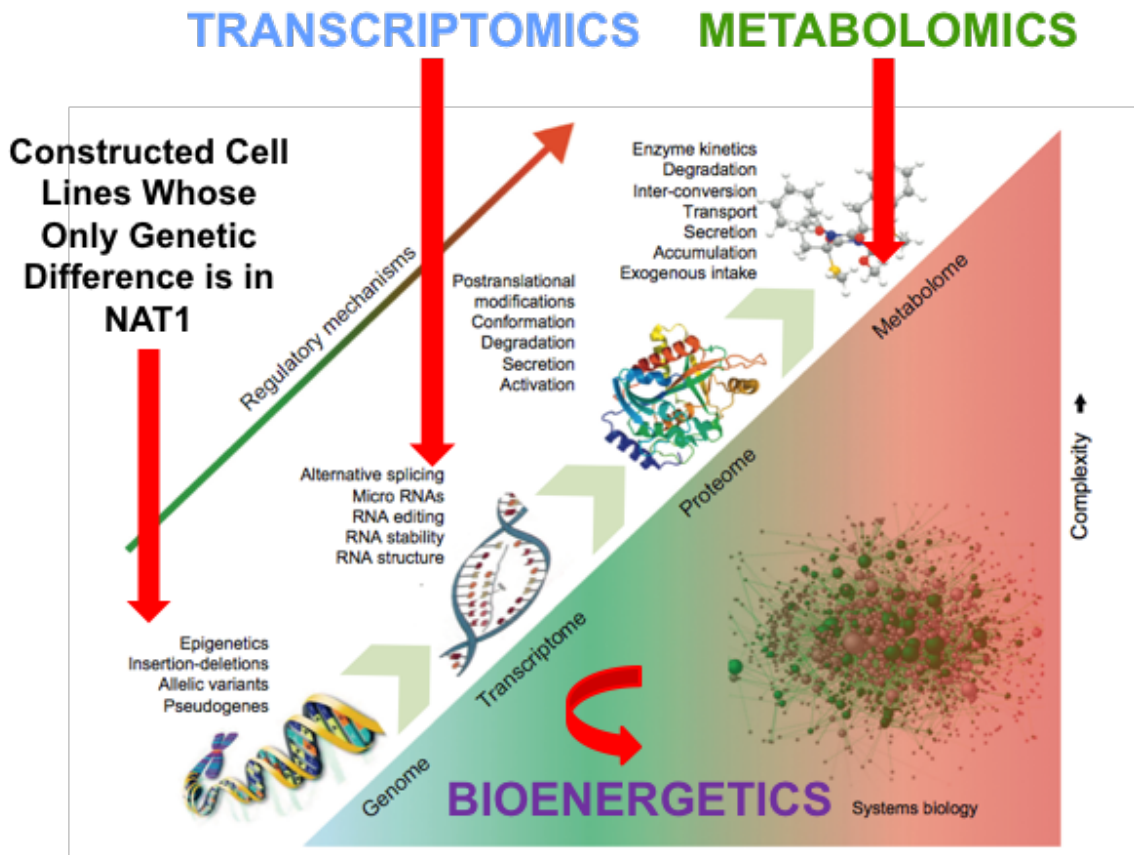 TRANSCRIPTOMICS
METABOLOMICS
Constructed Cell
Lines Whose
Only Genetic
Difference is in
NAT1
Regulatory mechanisms
Enzyme kinetics
Degradation
Inter-conversion
Transport
Secretion
Accumulation
Exogenous intake
Metabolome
Postranslational
modifications
Conformation
Degradation
Secretion
Activation
Proteome
Complexity →
Alternative splicing
Micro RNAs
RNA editing
RNA stability
RNA structure
Transcriptome
Epigenetics
Insertion-deletions
Allelic variants
Pseudogenes
Genome
BIOENERGETICS
Systems biology